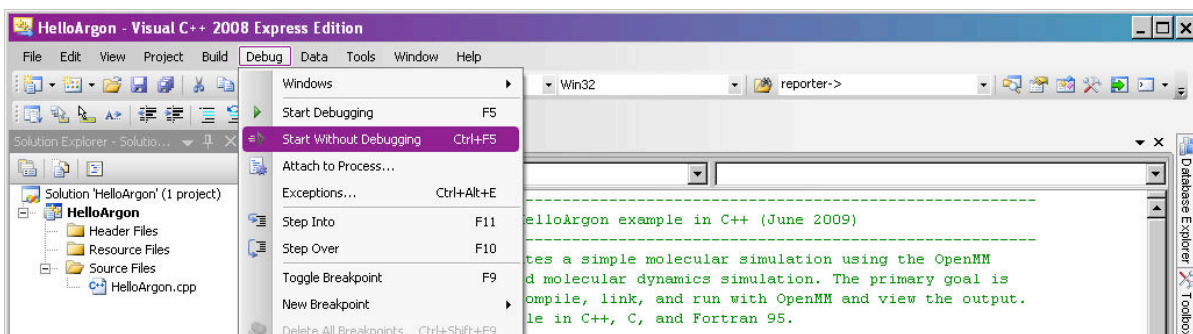 HelloArgon - Visual C++ 2008 Express Edition
File Edit View Project Build Debug Data Tools Window Help
Windows
Win32
reporter->
Start Debugging F5
Solution Explorer - Solutio...
Start Without Debugging Ctrl+F5
Attach to Process...
Solution 'HelloArgon' (1 project)
Exceptions... Ctrl+Alt+E
HelloArgon
Header Files
Step Into F11
elloArgon example in C++ (June 2009)
Resource Files
Step Over F10
Source Files
tes a simple molecular simulation using the OpenMM
HelloArgon.cpp
Toggle Breakpoint F9
d molecular dynamics simulation. The primary goal is
New Breakpoint
ompile, link, and run with OpenMM and view the output.
le in C++, C, and Fortran 95.
Delete All Breakpoints Ctrl+Shift+F9
Database Explorer
Toolbox